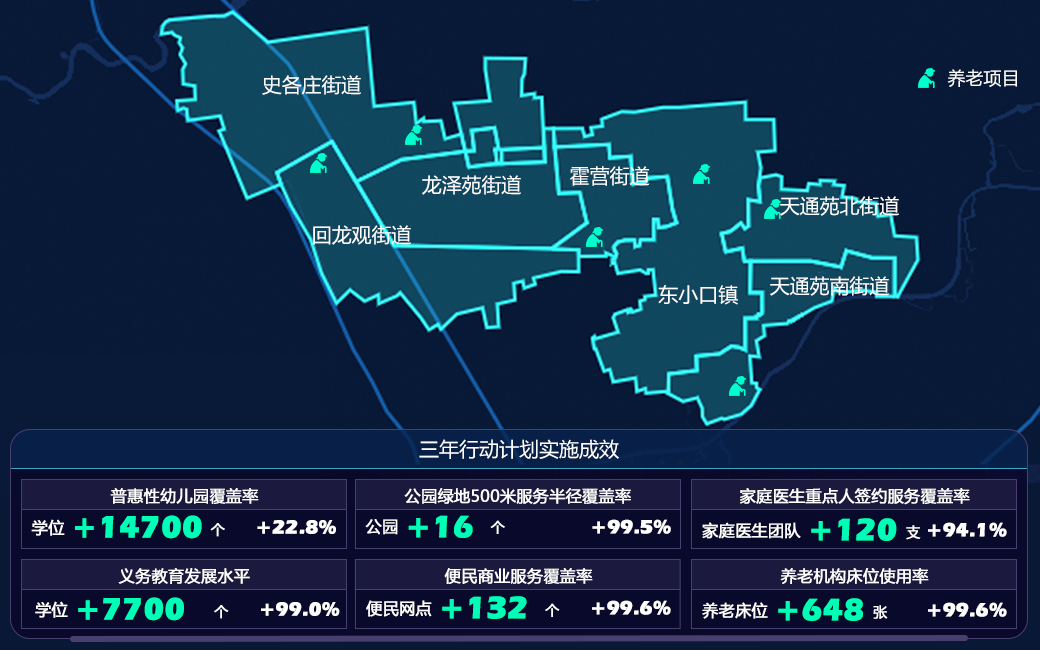 养老项目
史各庄街道
龙泽苑街道
霍营街道
天通苑北街道
回龙观街道
东小口镇
天通苑南街道
三年行动计划实施成效
普惠性幼儿园覆盖率
学位 +14700 个 +22.8%
公园绿地500米服务半径覆盖率
公园 +16 个 +99.5%
家庭医生重点人签约服务覆盖率
家庭医生团队 +120 支 +94.1%
义务教育发展水平
学位 +7700 个 +99.0%
便民商业服务覆盖率
便民网点 +132 个 +99.6%
养老机构床位使用率
养老床位 +648 张 +99.6%